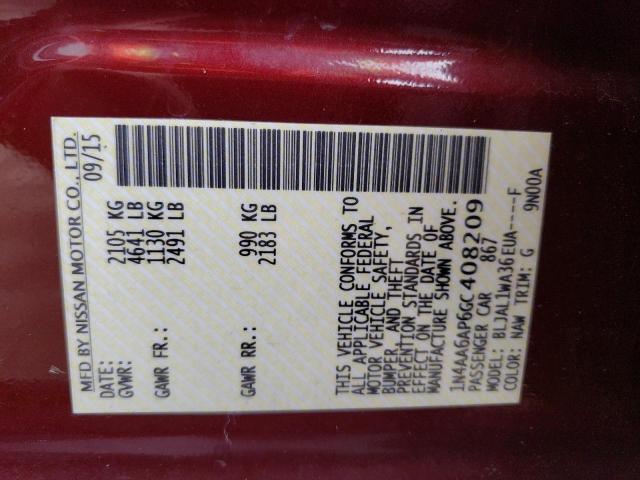 MFD BY NISSAN MOTOR CO., LTD.
DATE: 09/15
GVWR: 2105 KG
4641 LB
GAWR FR.: 1130 KG
2491 LB
GAWR RR.: 990 KG
2183 LB
THIS VEHICLE CONFORMS TO
ALL APPLICABLE FEDERAL
MOTOR VEHICLE SAFETY,
BUMPER, AND THEFT
PREVENTION STANDARDS IN
EFFECT ON THE DATE OF
MANUFACTURE SHOWN ABOVE.
1N4AA6AP6GC408209
PASSENGER CAR 867
MODEL: BLJAL1WA36EUA----F
COLOR: NAW TRIM: G 9N00A